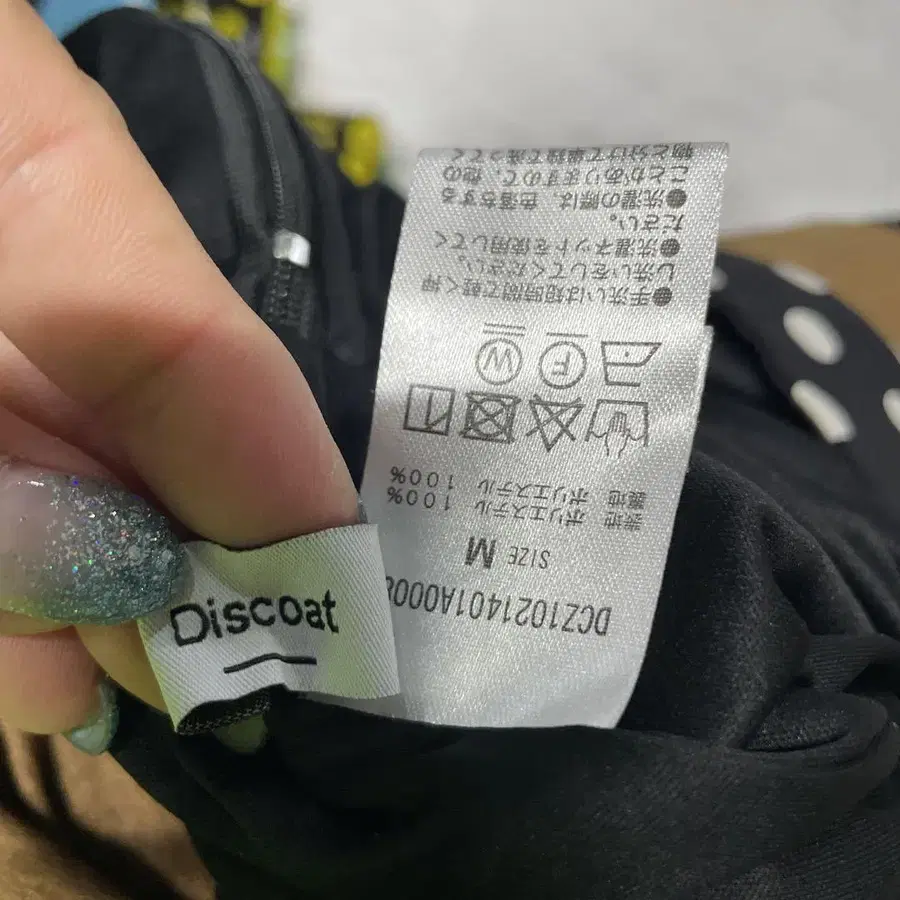 Discoat
DCZ1021401A000
SIZE M
表地 ポリエステル 100%
裏地 ポリエステル 100%
F W
●手洗いは短時間で軽く押
し洗いをしてください。
●洗濯ネットを使用してく
ださい。
●洗濯の際は、色落ちする
ことがありますので、他の
物と分けて単独で洗ってく